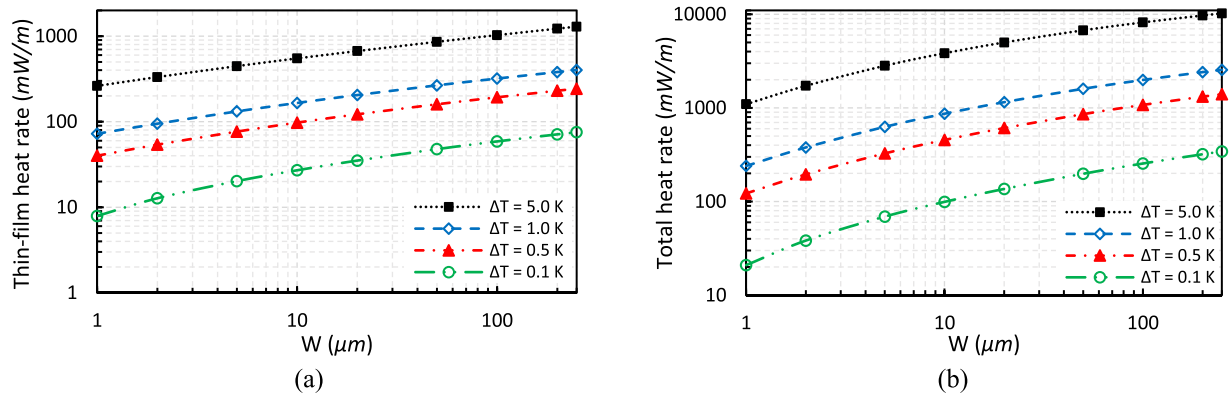 Thin-film heat rate (mW/m)
1000
100
10
1
1 10 100
W (μm)
ΔT = 5.0 K
ΔT = 1.0 K
ΔT = 0.5 K
ΔT = 0.1 K
(a)
Total heat rate (mW/m)
10000
1000
100
10
1 10 100
W (μm)
ΔT = 5.0 K
ΔT = 1.0 K
ΔT = 0.5 K
ΔT = 0.1 K
(b)